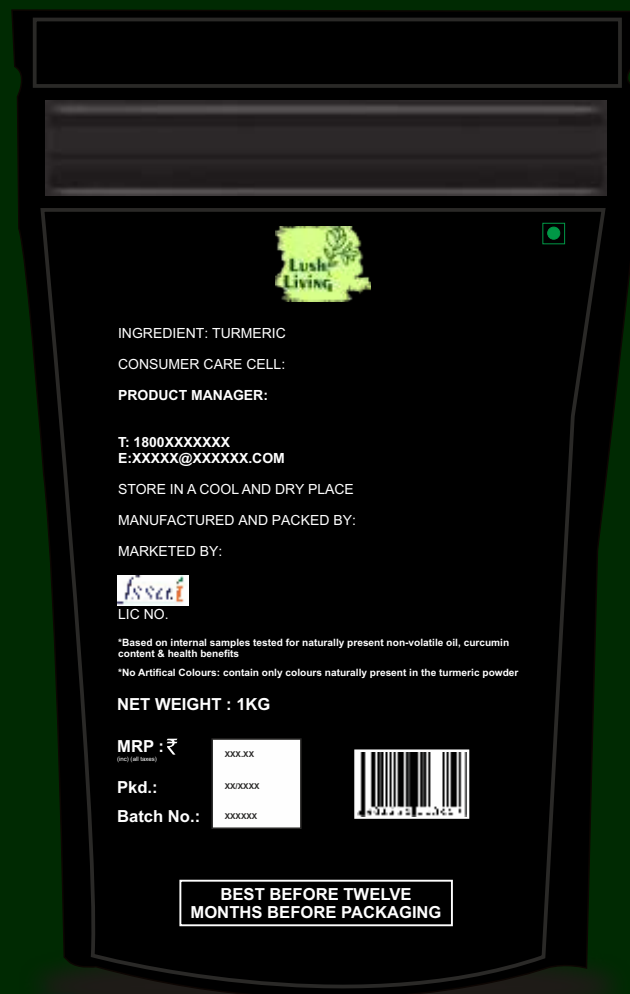 Lush
Living
INGREDIENT: TURMERIC
CONSUMER CARE CELL:
PRODUCT MANAGER:
T: 1800XXXXXXX
E:XXXXX@XXXXXX.COM
STORE IN A COOL AND DRY PLACE
MANUFACTURED AND PACKED BY:
MARKETED BY:
fssai
LIC NO.
*Based on internal samples tested for naturally present non-volatile oil, curcumin
content & health benefits
*No Artifical Colours: contain only colours naturally present in the turmeric powder
NET WEIGHT : 1KG
MRP : ₹ xxx.xx
(inc) (all taxes)
Pkd.: xx/xxxx
Batch No.: xxxxxx
BEST BEFORE TWELVE
MONTHS BEFORE PACKAGING